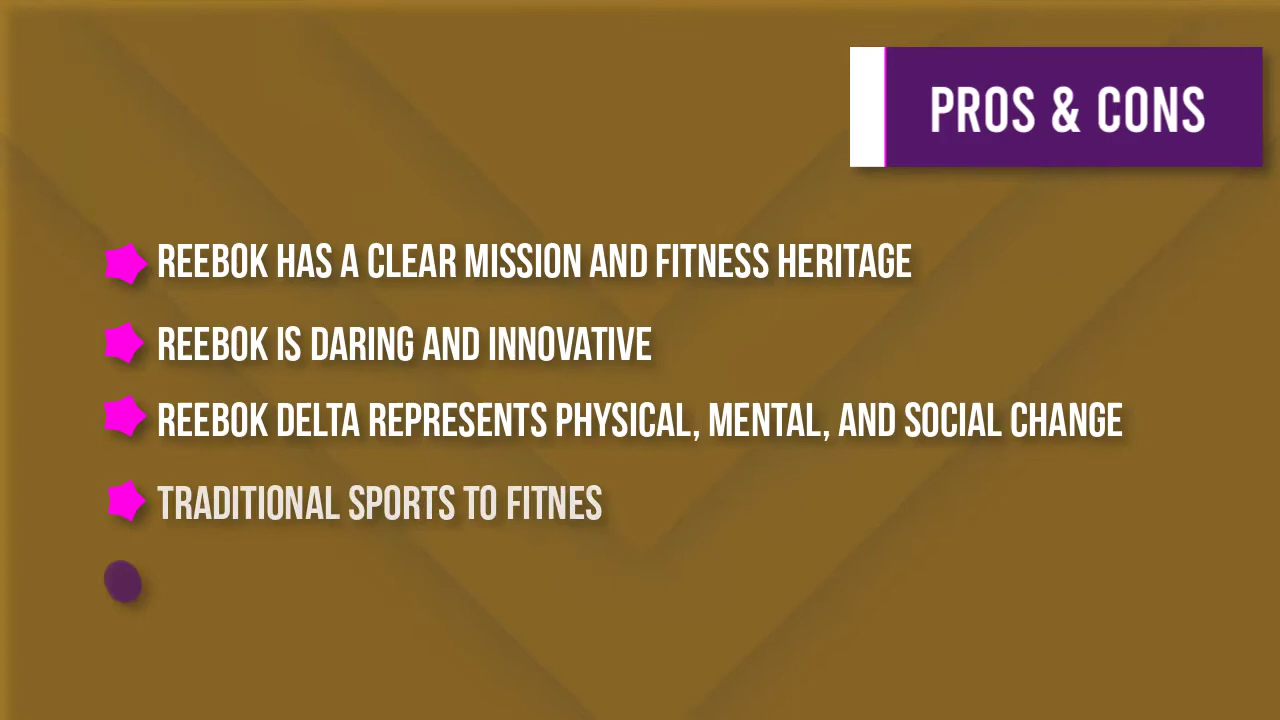 PROS & CONS
REEBOK HAS A CLEAR MISSION AND FITNESS HERITAGE
REEBOK IS DARING AND INNOVATIVE
REEBOK DELTA REPRESENTS PHYSICAL, MENTAL, AND SOCIAL CHANGE
TRADITIONAL SPORTS TO FITNES